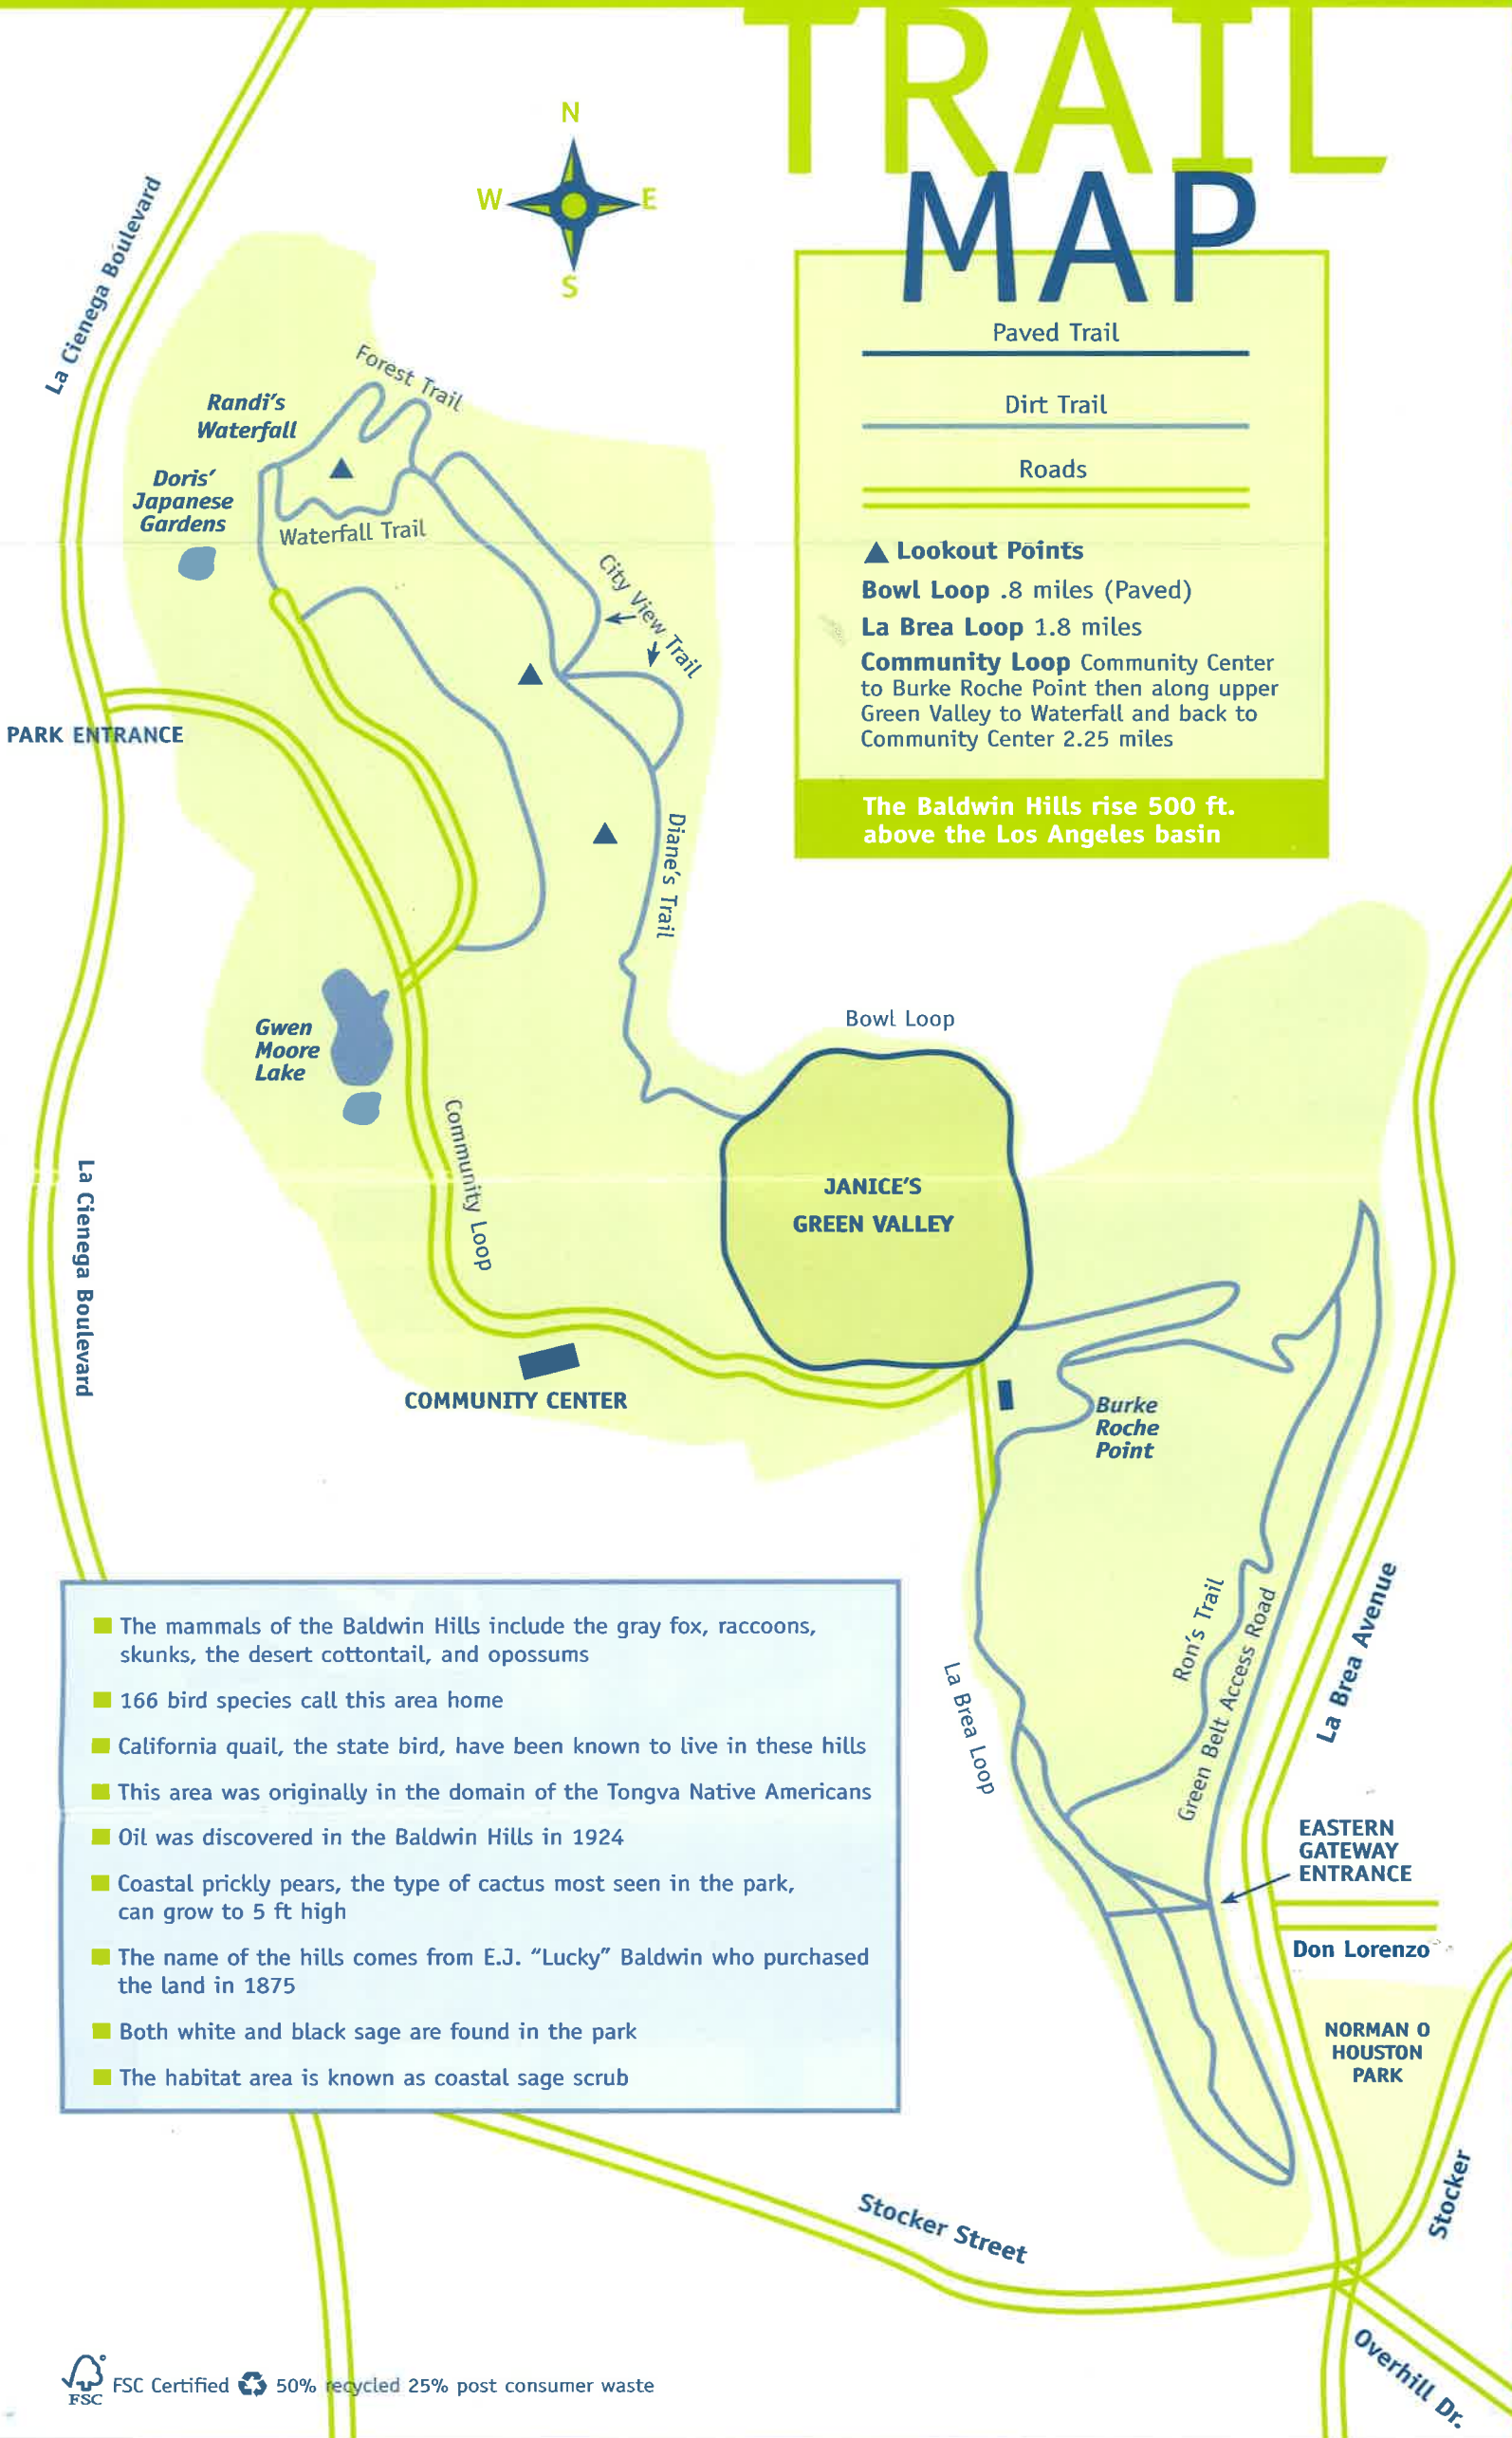 TRAIL
MAP
N
W
E
S
Paved Trail
Dirt Trail
Roads
Lookout Points
Bowl Loop .8 miles (Paved)
La Brea Loop 1.8 miles
Community Loop Community Center
to Burke Roche Point then along upper
Green Valley to Waterfall and back to
Community Center 2.25 miles
The Baldwin Hills rise 500 ft.
above the Los Angeles basin
La Cienega Boulevard
Forest Trail
Randi's
Waterfall
Doris'
Japanese
Gardens
Waterfall Trail
City View Trail
PARK ENTRANCE
Diane's Trail
Gwen
Moore
Lake
Bowl Loop
Community Loop
JANICE'S
GREEN VALLEY
La Cienega Boulevard
COMMUNITY CENTER
Burke
Roche
Point
Ron's Trail
Green Belt Access Road
La Brea Avenue
La Brea Loop
EASTERN
GATEWAY
ENTRANCE
Don Lorenzo
NORMAN O
HOUSTON
PARK
The mammals of the Baldwin Hills include the gray fox, raccoons,
skunks, the desert cottontail, and opossums
166 bird species call this area home
California quail, the state bird, have been known to live in these hills
This area was originally in the domain of the Tongva Native Americans
Oil was discovered in the Baldwin Hills in 1924
Coastal prickly pears, the type of cactus most seen in the park,
can grow to 5 ft high
The name of the hills comes from E.J. “Lucky” Baldwin who purchased
the land in 1875
Both white and black sage are found in the park
The habitat area is known as coastal sage scrub
Stocker Street
Stocker
Overhill Dr.
FSC
FSC Certified 50% recycled 25% post consumer waste